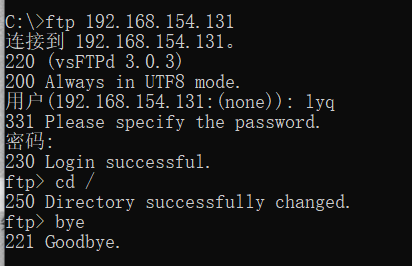 C:\>ftp 192.168.154.131
连接到 192.168.154.131。
220 (vsFTPd 3.0.3)
200 Always in UTF8 mode.
用户(192.168.154.131:(none)): lyq
331 Please specify the password.
密码:
230 Login successful.
ftp> cd /
250 Directory successfully changed.
ftp> bye
221 Goodbye.